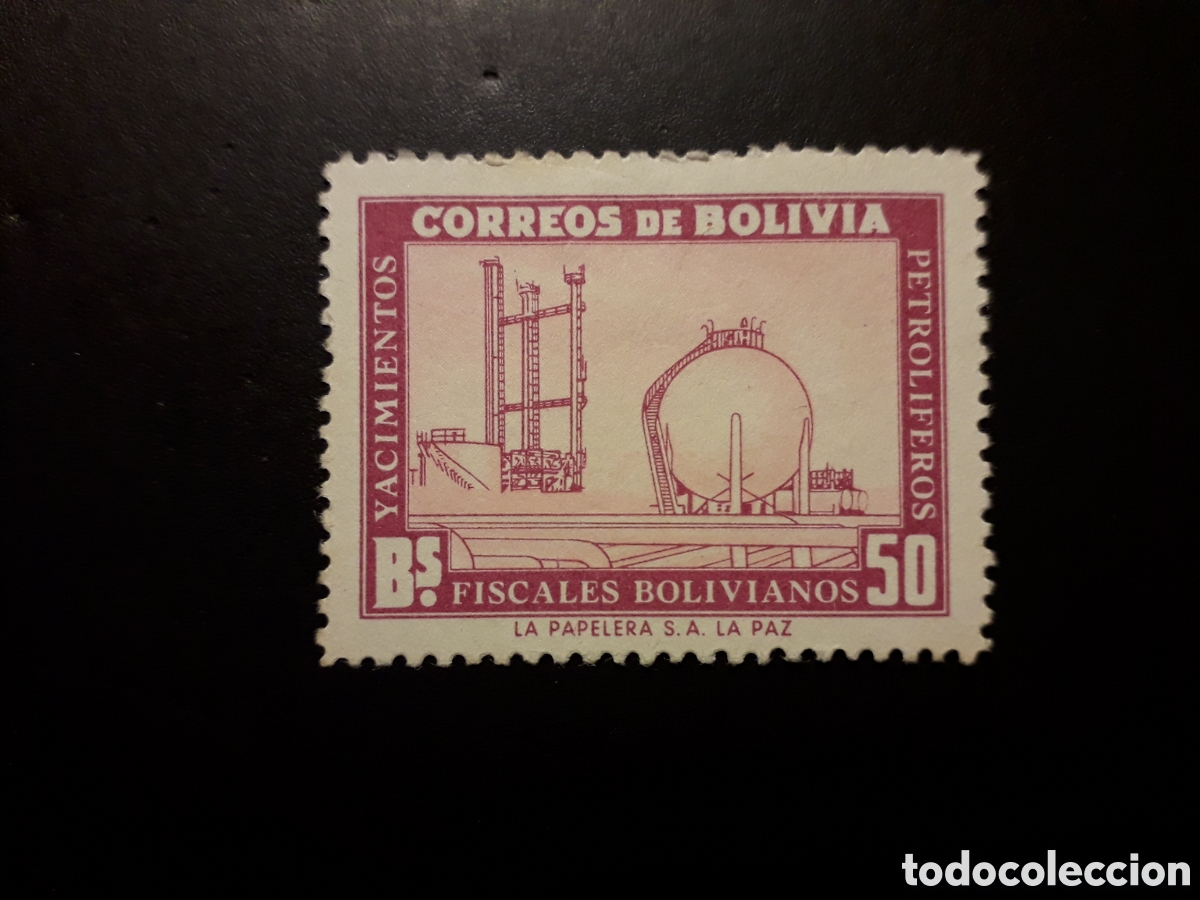 CORREOS DE BOLIVIA
YACIMIENTOS
PETROLIFEROS
Bs. 50
FISCALES BOLIVIANOS
LA PAPELERA S.A. LA PAZ
todocoleccion